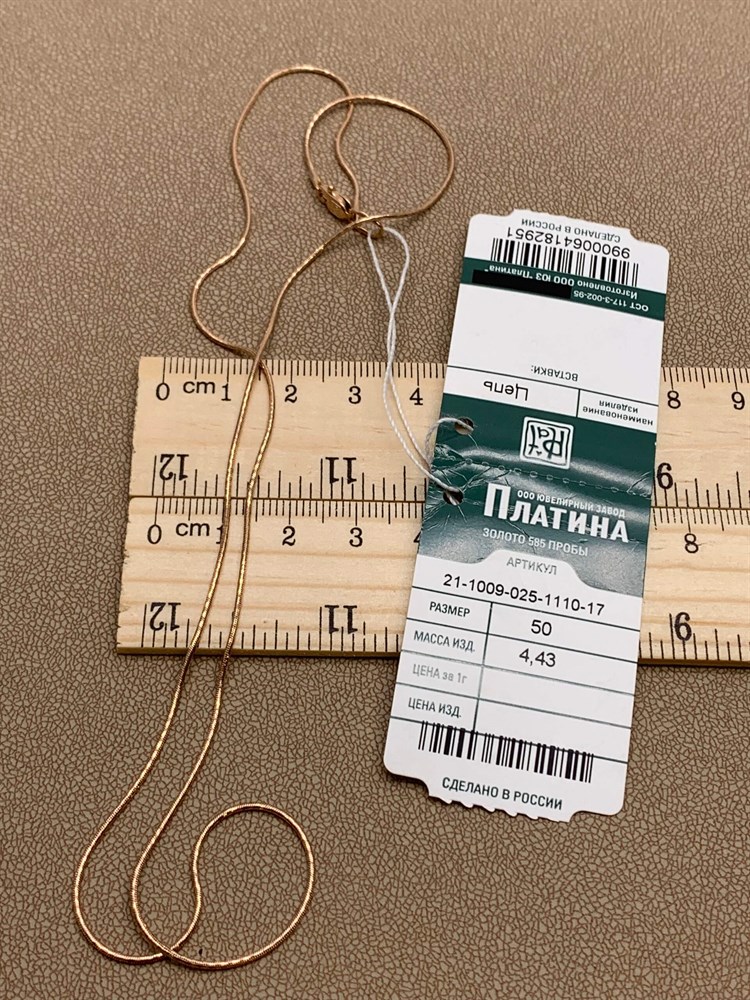 СДЕЛАНО В РОССИИ
9900064182951
Изготовлено ООО ЮЗ "Платина"
ОСТ 117-3-002-95
ВСТАВКИ:
наименование изделия
Цепь
Pat
ООО ЮВЕЛИРНЫЙ ЗАВОД
ПЛАТИНА
ЗОЛОТО 585 ПРОБЫ
АРТИКУЛ
21-1009-025-1110-17
РАЗМЕР 50
МАССА ИЗД. 4,43
ЦЕНА за 1г
ЦЕНА ИЗД.
СДЕЛАНО В РОССИИ
0 cm 1 2 3 4 8 9
12 11 6
0 cm 1 2 3 4 8
12 11 6